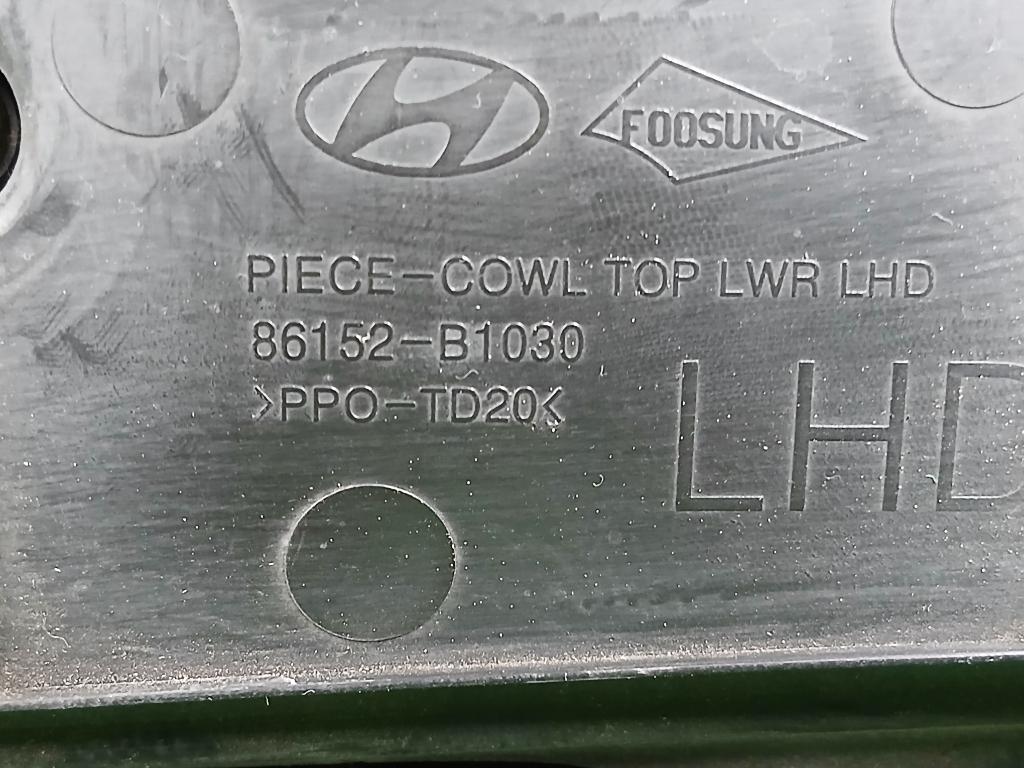 FOOSUNG
PIECE-COWL TOP LWR LHD
86152-B1030
>PPO-TD20<
LHD